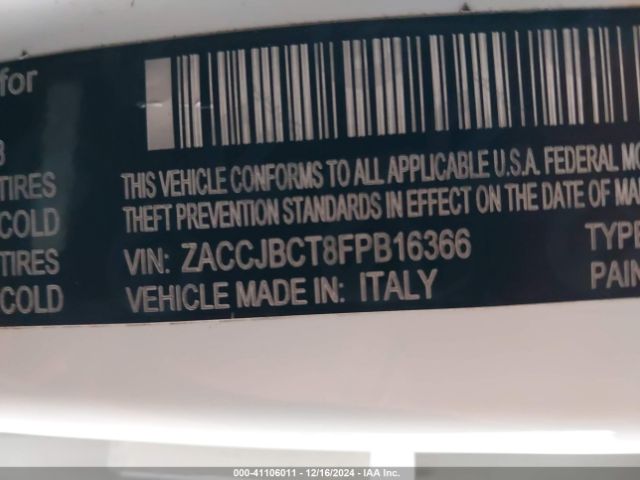 for
3
TIRES
COLD
TIRES
COLD
THIS VEHICLE CONFORMS TO ALL APPLICABLE U.S.A. FEDERAL MO
THEFT PREVENTION STANDARDS IN EFFECT ON THE DATE OF MA
VIN: ZACCJBCT8FPB16366 TYPE
VEHICLE MADE IN: ITALY PAIN
000-41106011 - 12/16/2024 - IAA Inc.